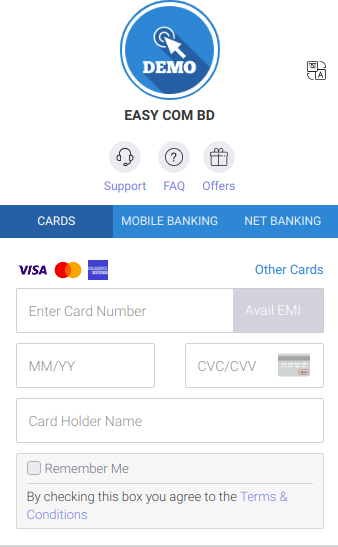 DEMO
EASY COM BD
Support FAQ Offers
CARDS MOBILE BANKING NET BANKING
VISA Other Cards
Enter Card Number Avail EMI
MM/YY CVC/CVV
Card Holder Name
Remember Me
By checking this box you agree to the Terms &
Conditions